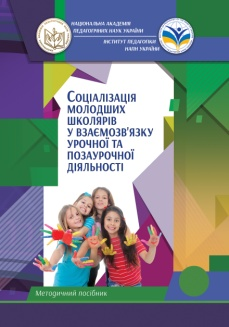 НАЦІОНАЛЬНА АКАДЕМІЯ
ПЕДАГОГІЧНИХ НАУК УКРАЇНИ
ІНСТИТУТ ПЕДАГОГІКИ
НАПН УКРАЇНИ
Соціалізація
молодших
школярів
у взаємозв'язку
урочної та
позаурочної
діяльності
Методичний посібник